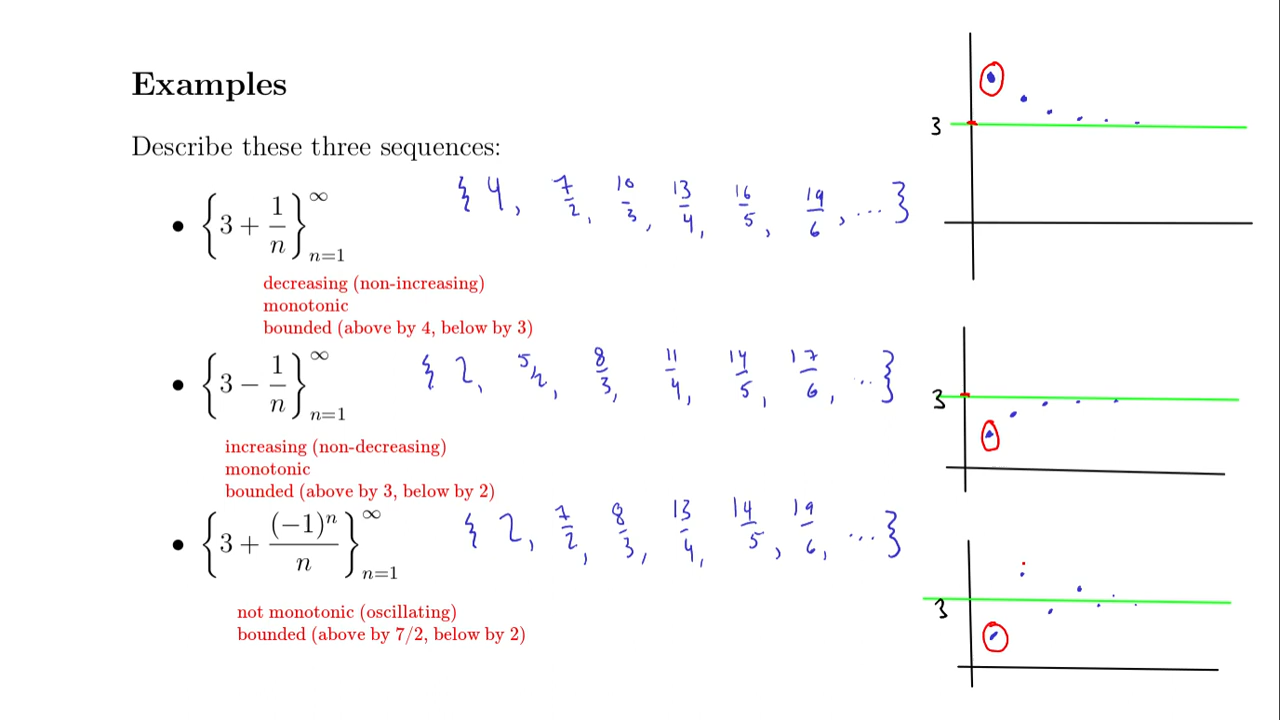 Examples
Describe these three sequences:
• {3 + 1/n}_{n=1}^∞ { 4, 7/2, 10/3, 13/4, 16/5, 19/6, ... }
decreasing (non-increasing)
monotonic
bounded (above by 4, below by 3)
• {3 − 1/n}_{n=1}^∞ { 2, 5/2, 8/3, 11/4, 14/5, 17/6, ... }
increasing (non-decreasing)
monotonic
bounded (above by 3, below by 2)
• {3 + (−1)^n/n}_{n=1}^∞ { 2, 7/2, 8/3, 13/4, 14/5, 19/6, ... }
not monotonic (oscillating)
bounded (above by 7/2, below by 2)
3
3
3